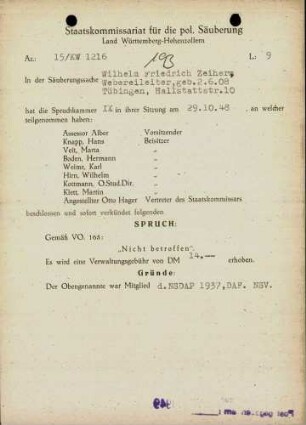 Staatskommissariat für die pol. Säuberung
Land Württemberg-Hohenzollern
Az.: 15/KW 1216
193
L: 9
In der Säuberungssache
Wilhelm Friedrich Zeiher,
Webereileiter,geb.2.6.08
Tübingen, Hallstattstr.10
hat die Spruchkammer IX in ihrer Sitzung am 29.10.48 , an welcher
teilgenommen haben:
Assessor Alber Vorsitzender
Knapp, Hans Beisitzer
Veit, Maria „
Boden, Hermann „
Weimer, Karl „
Hirn, Wilhelm „
Kottmann, O.Stud.Dir. „
Klett, Martin „
Angestellter Otto Hager Vertreter des Staatskommissars
beschlossen und sofort verkündet folgenden
SPRUCH:
Gemäß VO. 162:
„Nicht betroffen“.
Es wird eine Verwaltungsgebühr von DM 14.-- erhoben.
Gründe:
Der Obengenannte war Mitglied d.NSDAP 1937,DAF. NSV.